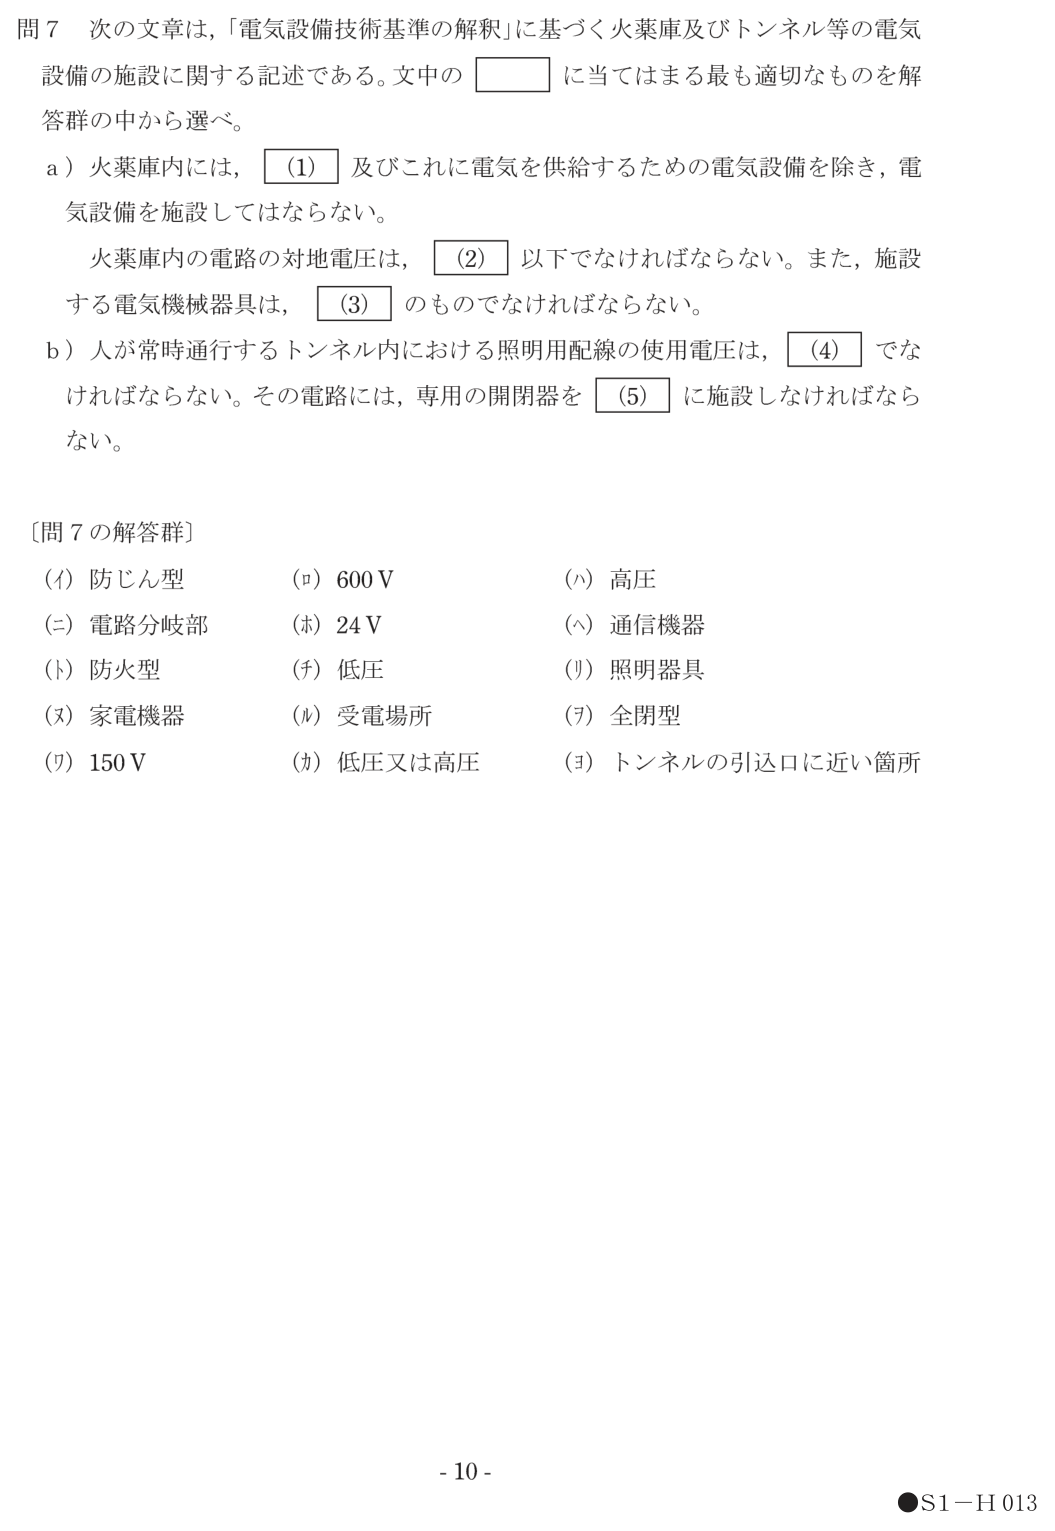 問7　次の文章は，「電気設備技術基準の解釈」に基づく火薬庫及びトンネル等の電気
設備の施設に関する記述である。文中の　　　に当てはまる最も適切なものを解
答群の中から選べ。
a）火薬庫内には，（1）及びこれに電気を供給するための電気設備を除き，電
気設備を施設してはならない。
火薬庫内の電路の対地電圧は，（2）以下でなければならない。また，施設
する電気機械器具は，（3）のものでなければならない。
b）人が常時通行するトンネル内における照明用配線の使用電圧は，（4）でな
ければならない。その電路には，専用の開閉器を（5）に施設しなければなら
ない。
〔問7の解答群〕
（イ）防じん型　（ロ）600 V　（ハ）高圧
（ニ）電路分岐部　（ホ）24 V　（ヘ）通信機器
（ト）防火型　（チ）低圧　（リ）照明器具
（ヌ）家電機器　（ル）受電場所　（ヲ）全閉型
（ワ）150 V　（カ）低圧又は高圧　（ヨ）トンネルの引込口に近い箇所
- 10 -
●S1－H 013